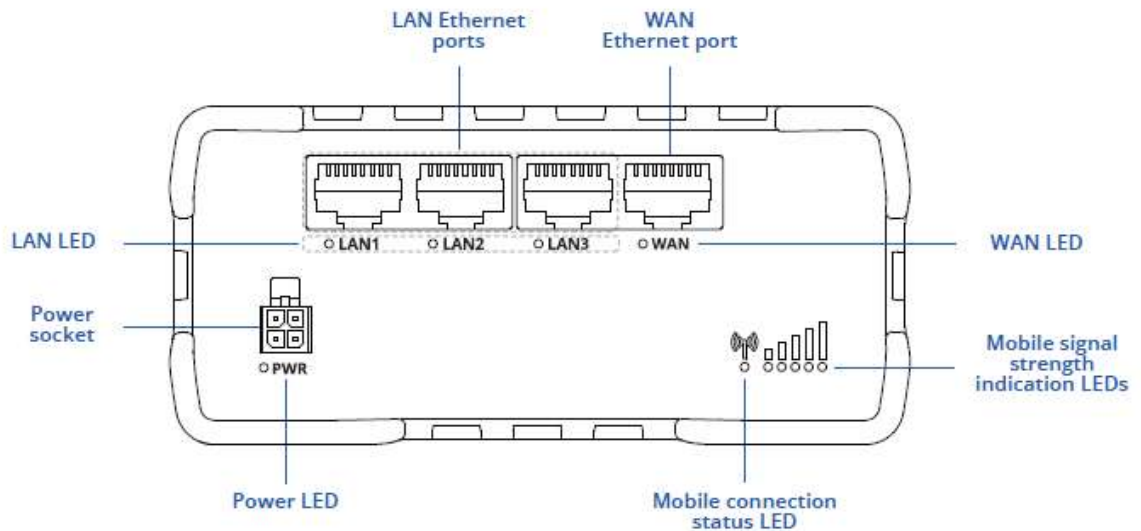 LAN Ethernet
ports
WAN
Ethernet port
LAN LED
LAN1
LAN2
LAN3
WAN
WAN LED
Power
socket
PWR
Mobile signal
strength
indication LEDs
Power LED
Mobile connection
status LED